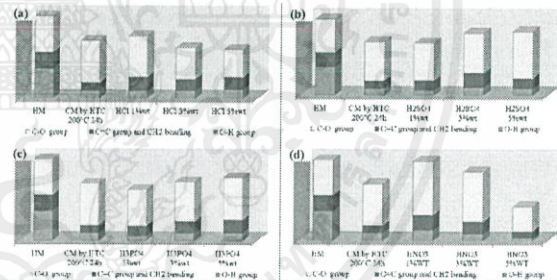 (a)
HM CM by HTC HCl 1%wt HCl 3%wt HCl 5%wt
200°C 24h
C-O group C=C group and CH2 bending O-H group
(b)
HM CM by HTC H2SO4 H2SO4 H2SO4
200°C 24h 1%wt 3%wt 5%wt
C-O group C=C group and CH2 bending O-H group
(c)
HM CM by HTC H3PO4 H3PO4 H3PO4
200°C 24h 1%wt 3%wt 5%wt
C-O group C=C group and CH2 bending O-H group
(d)
HM CM by HTC HNO3 HNO3 HNO3
200°C 24h 1%WT 3%WT 5%WT
C-O group C=C group and CH2 bending O-H group